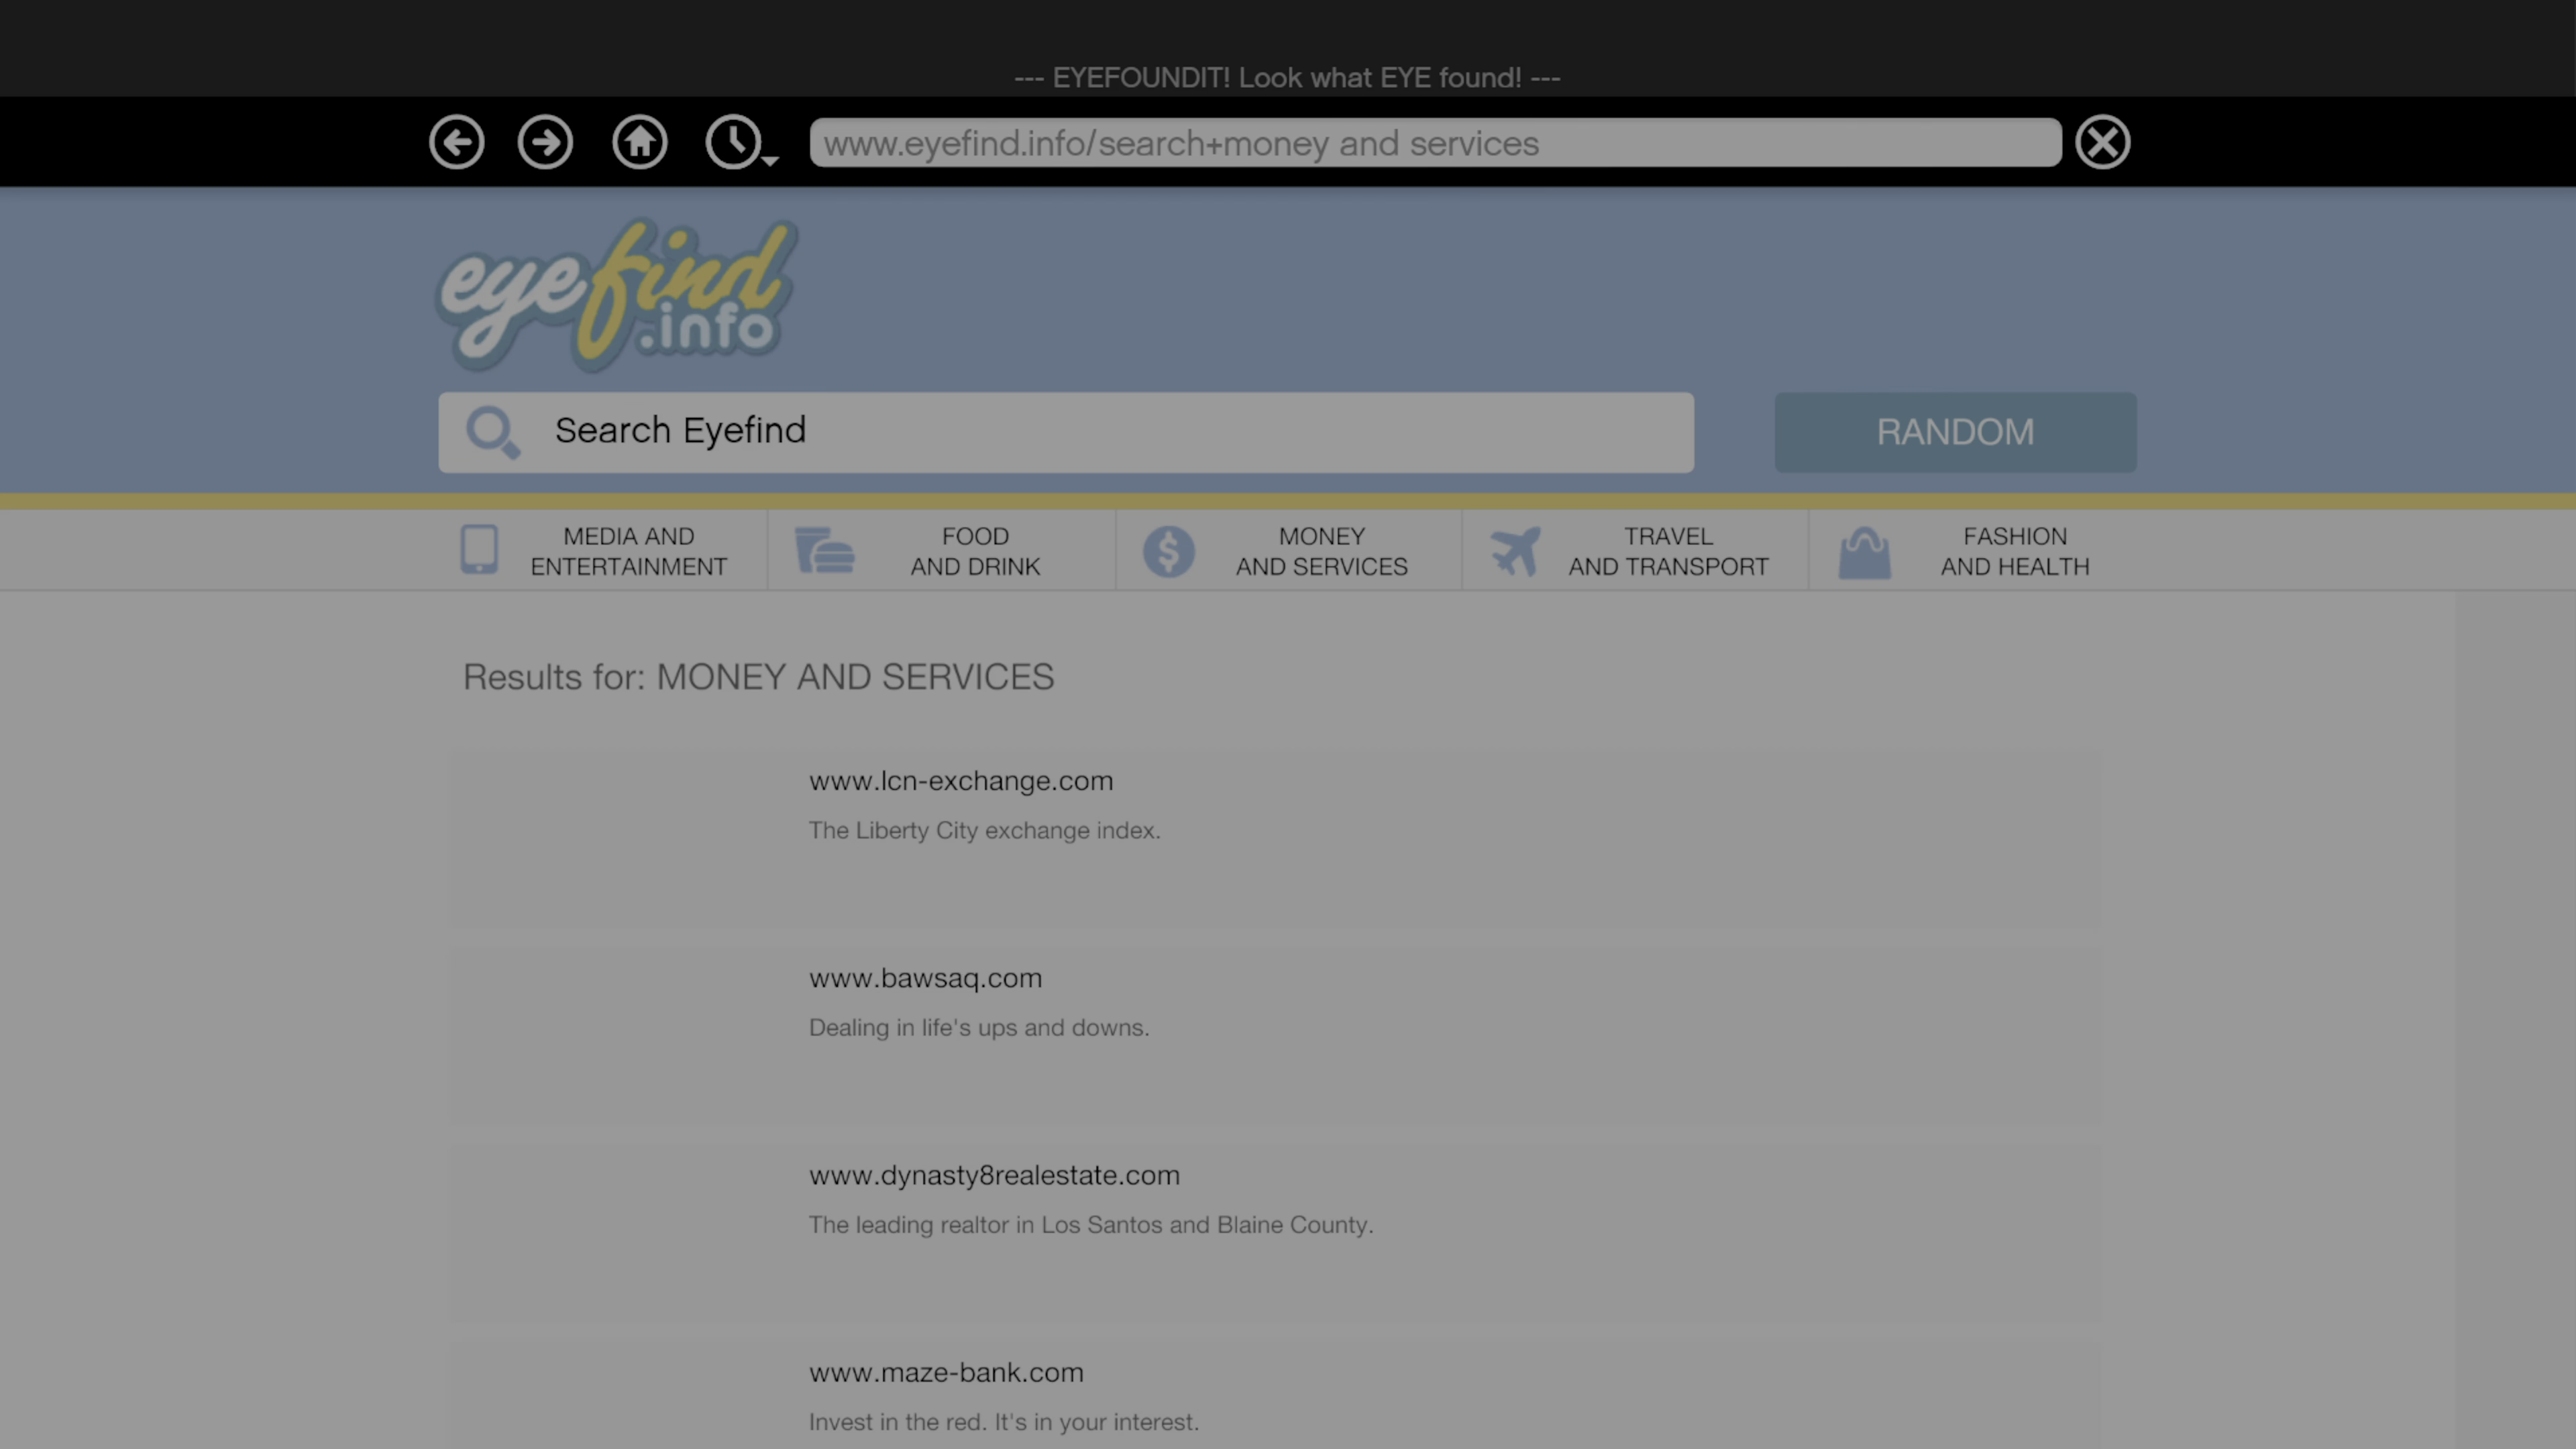 --- EYEFOUNDIT! Look what EYE found! ---
www.eyefind.info/search+money and services
eyefind
.info
Search Eyefind
RANDOM
MEDIA AND
ENTERTAINMENT
FOOD
AND DRINK
MONEY
AND SERVICES
TRAVEL
AND TRANSPORT
FASHION
AND HEALTH
Results for: MONEY AND SERVICES
www.lcn-exchange.com
The Liberty City exchange index.
www.bawsaq.com
Dealing in life's ups and downs.
www.dynasty8realestate.com
The leading realtor in Los Santos and Blaine County.
www.maze-bank.com
Invest in the red. It's in your interest.